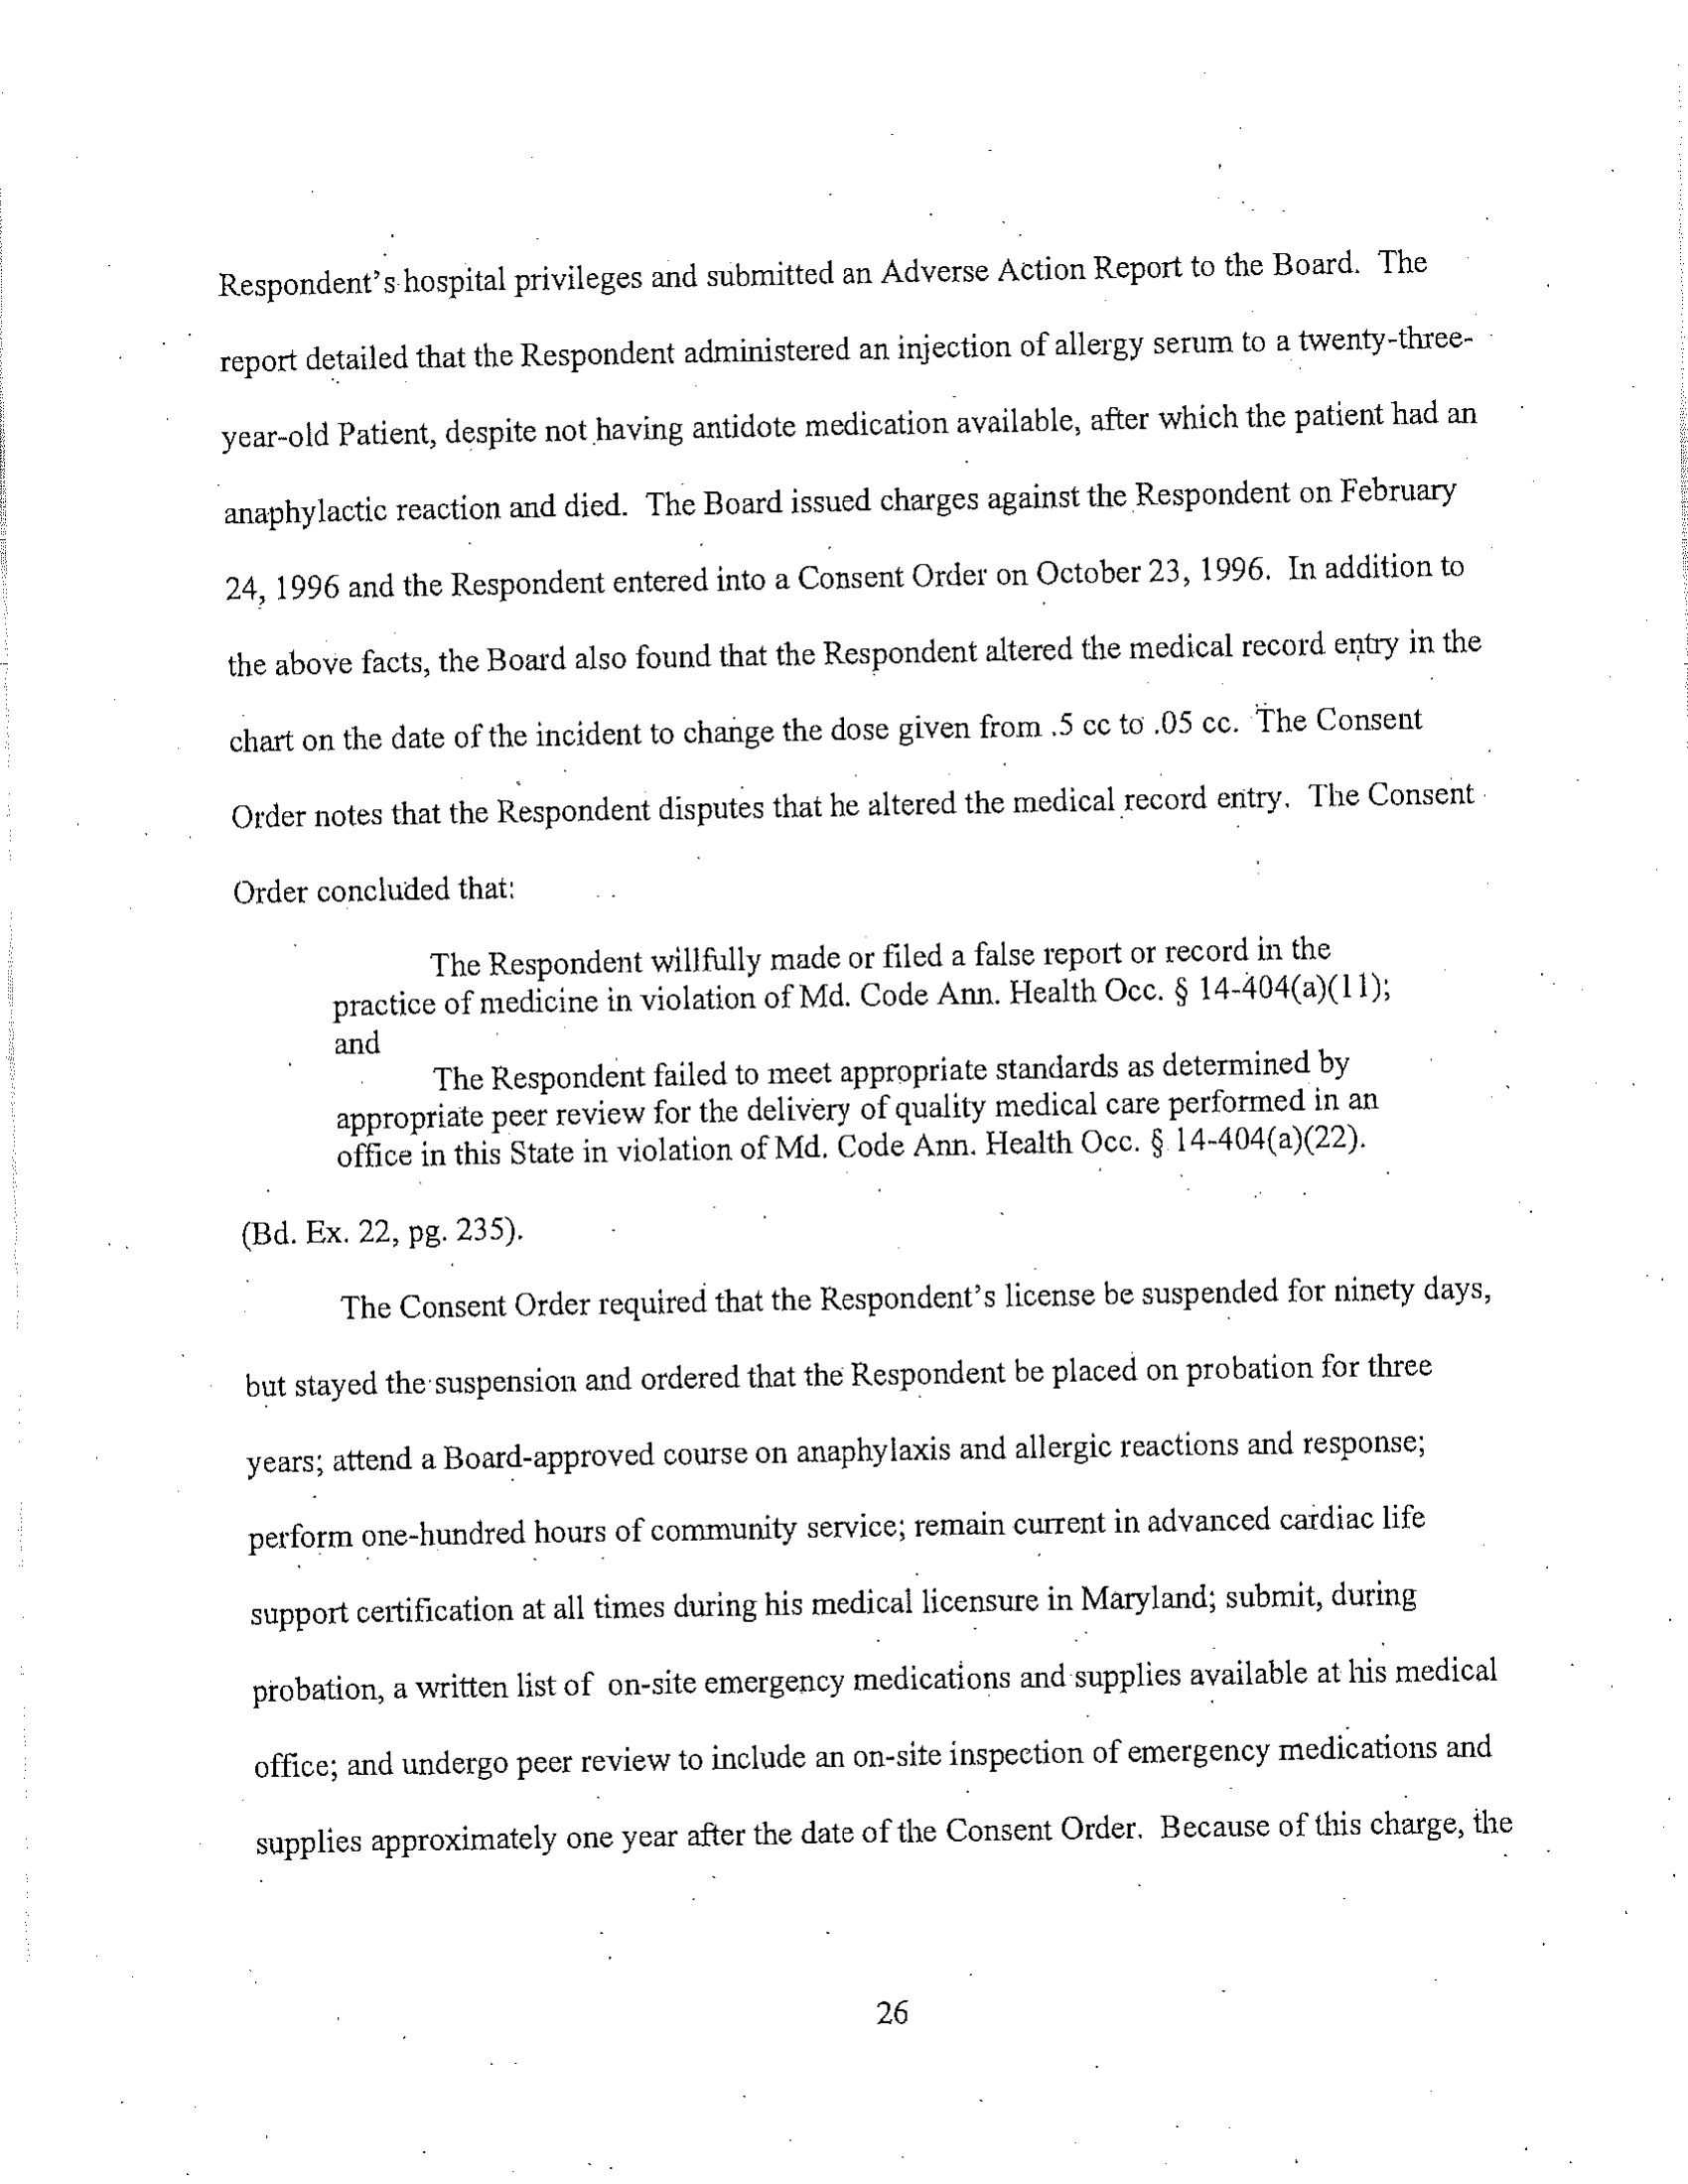 Respondent's hospital privileges and submitted an Adverse Action Report to the Board. The
report detailed that the Respondent administered an injection of allergy serum to a twenty-three-
year-old Patient, despite not having antidote medication available, after which the patient had an
anaphylactic reaction and died. The Board issued charges against the Respondent on February
24, 1996 and the Respondent entered into a Consent Order on October 23, 1996. In addition to
the above facts, the Board also found that the Respondent altered the medical record entry in the
chart on the date of the incident to change the dose given from .5 cc to .05 cc. The Consent
Order notes that the Respondent disputes that he altered the medical record entry. The Consent
Order concluded that:
The Respondent willfully made or filed a false report or record in the
practice of medicine in violation of Md. Code Ann. Health Occ. § 14-404(a)(11);
and
The Respondent failed to meet appropriate standards as determined by
appropriate peer review for the delivery of quality medical care performed in an
office in this State in violation of Md. Code Ann. Health Occ. § 14-404(a)(22).
(Bd. Ex. 22, pg. 235).
The Consent Order required that the Respondent's license be suspended for ninety days,
but stayed the suspension and ordered that the Respondent be placed on probation for three
years; attend a Board-approved course on anaphylaxis and allergic reactions and response;
perform one-hundred hours of community service; remain current in advanced cardiac life
support certification at all times during his medical licensure in Maryland; submit, during
probation, a written list of on-site emergency medications and supplies available at his medical
office; and undergo peer review to include an on-site inspection of emergency medications and
supplies approximately one year after the date of the Consent Order. Because of this charge, the
26